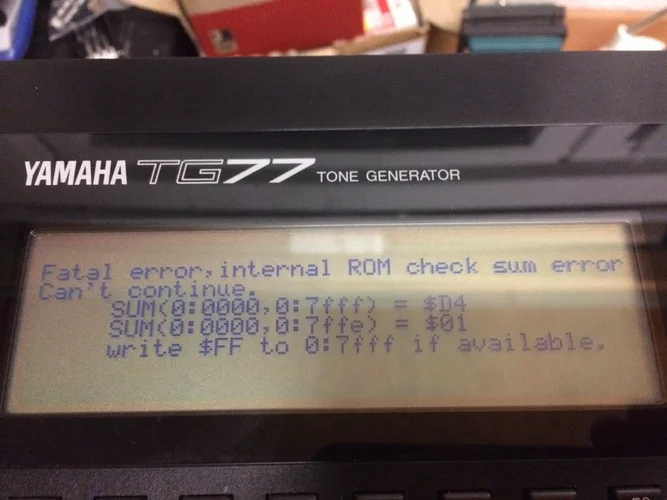 YAMAHA TG77 TONE GENERATOR
Fatal error,internal ROM check sum error
Can't continue.
SUM(0:0000,0:7fff) = $D4
SUM(0:0000,0:7ffe) = $01
write $FF to 0:7fff if available.